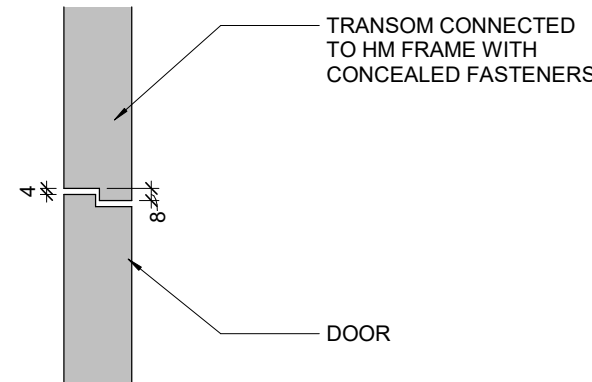 TRANSOM CONNECTED
TO HM FRAME WITH
CONCEALED FASTENERS
4
8
DOOR